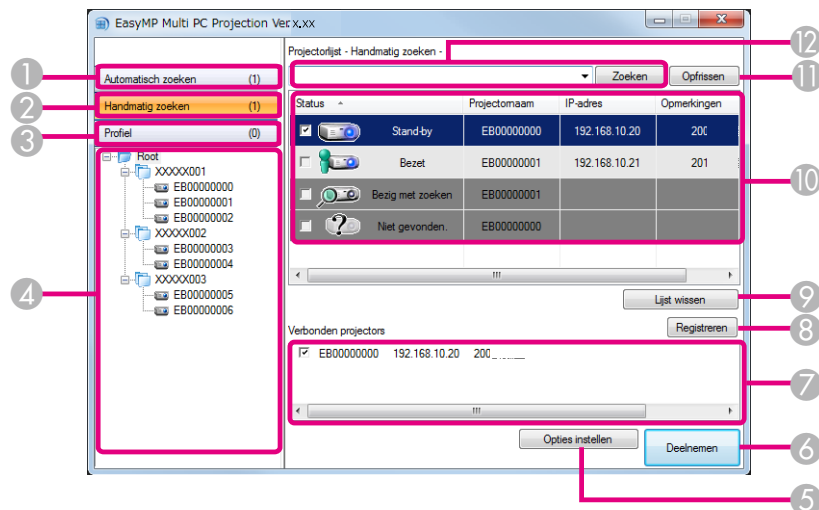 EasyMP Multi PC Projection Ver.x.xx
Projectorlijst - Handmatig zoeken -
12
1
Automatisch zoeken (1)
Zoeken
Opfrissen
11
2
Handmatig zoeken (1)
Status Projectornaam IP-adres Opmerkingen
3
Profiel (0)
Stand-by EB00000000 192.168.10.20 200
Root
XXXXX001
Bezet EB00000001 192.168.10.21 201
EB00000000
EB00000001
EB00000002
Bezig met zoeken EB00000001
10
XXXXX002
Niet gevonden. EB00000000
EB00000003
EB00000004
XXXXX003
4
EB00000005
EB00000006
Lijst wissen
9
Verbonden projectors
Registreren
8
EB00000000 192.168.10.20 200
7
Opties instellen
Deelnemen
6
5